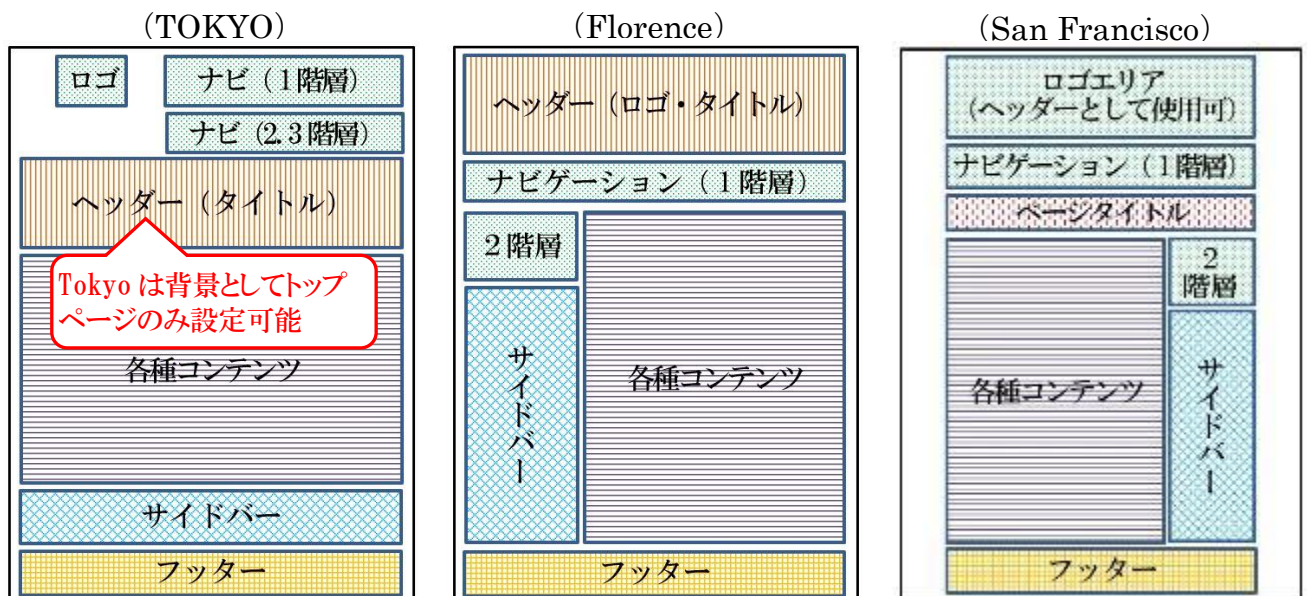 (TOKYO)
ロゴ
ナビ(1階層)
ナビ(2.3階層)
ヘッダー(タイトル)
Tokyoは背景としてトップ
ページのみ設定可能
各種コンテンツ
サイドバー
フッター
(Florence)
ヘッダー(ロゴ・タイトル)
ナビゲーション(1階層)
2階層
サイドバー
各種コンテンツ
フッター
(San Francisco)
ロゴエリア
(ヘッダーとして使用可)
ナビゲーション(1階層)
ページタイトル
各種コンテンツ
2
階層
サイドバー
フッター